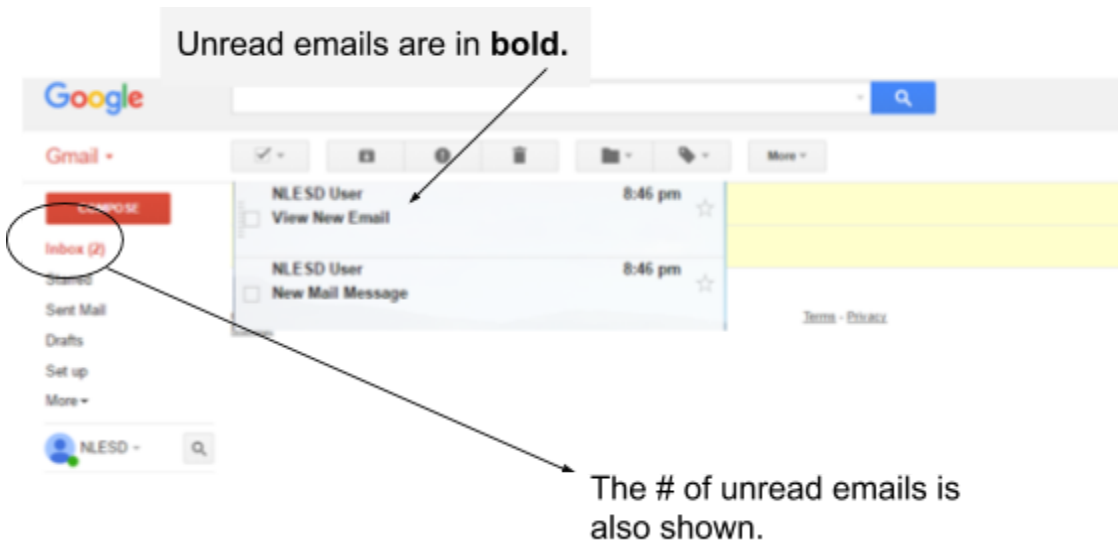 Unread emails are in bold.
Google
Gmail
More
COMPOSE
NLESD User 8:46 pm
View New Email
Inbox (2)
Starred
NLESD User 8:46 pm
New Mail Message
Sent Mail
Terms - Privacy
Drafts
Set up
More
NLESD
The # of unread emails is
also shown.